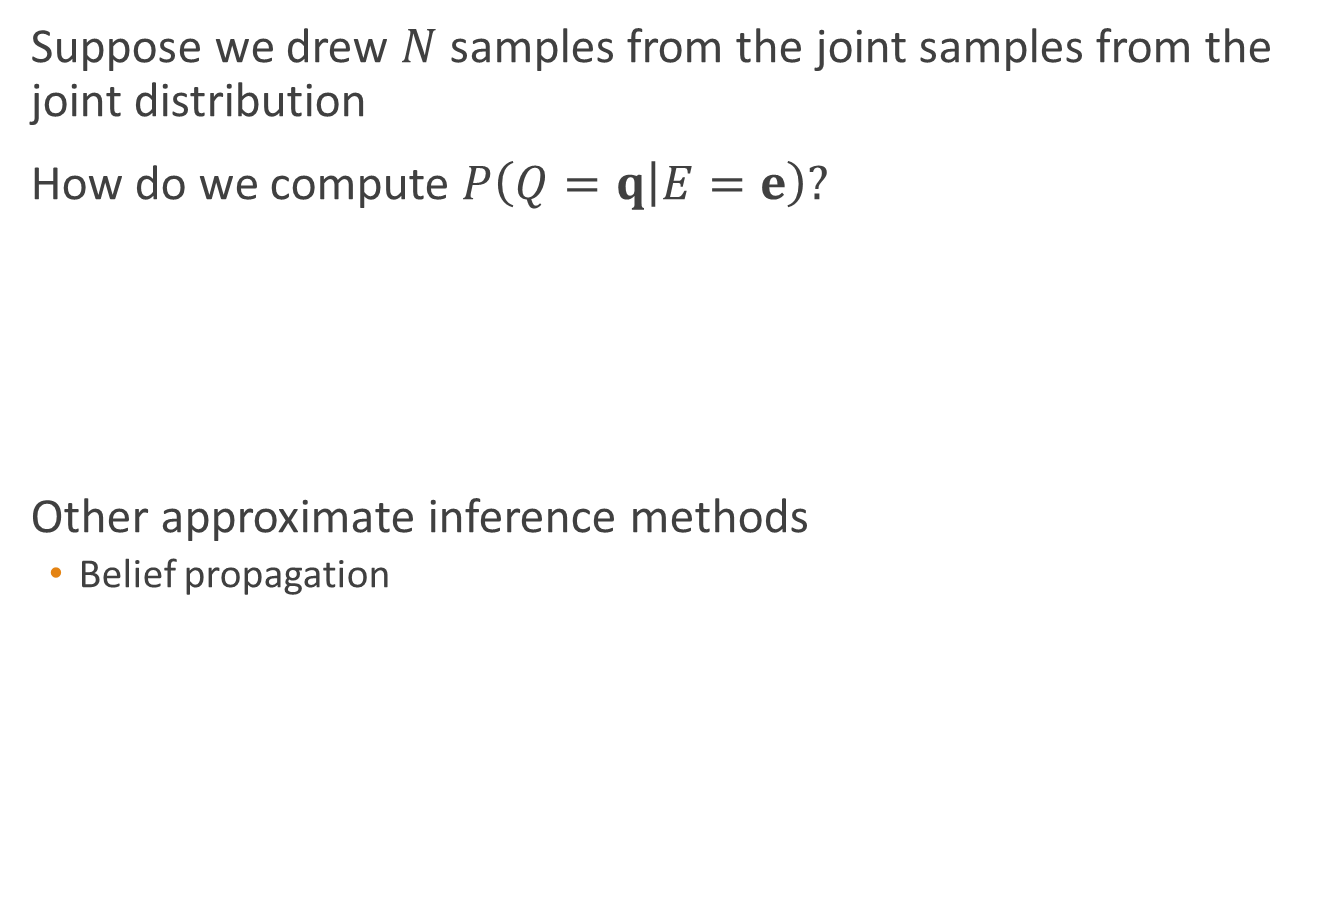 Suppose we drew N samples from the joint samples from the
joint distribution
How do we compute P(Q = q|E = e)?
Other approximate inference methods
• Belief propagation